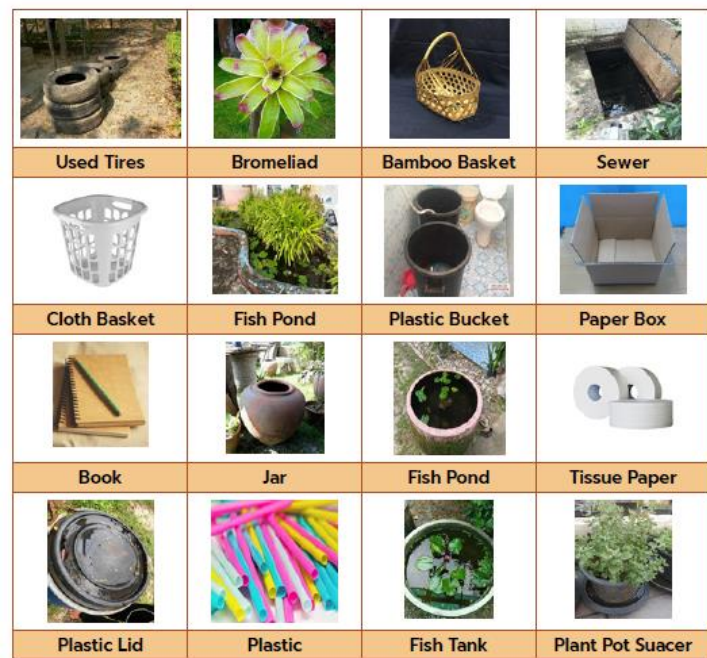 Used Tires
Bromeliad
Bamboo Basket
Sewer
Cloth Basket
Fish Pond
Plastic Bucket
Paper Box
Book
Jar
Fish Pond
Tissue Paper
Plastic Lid
Plastic
Fish Tank
Plant Pot Suacer